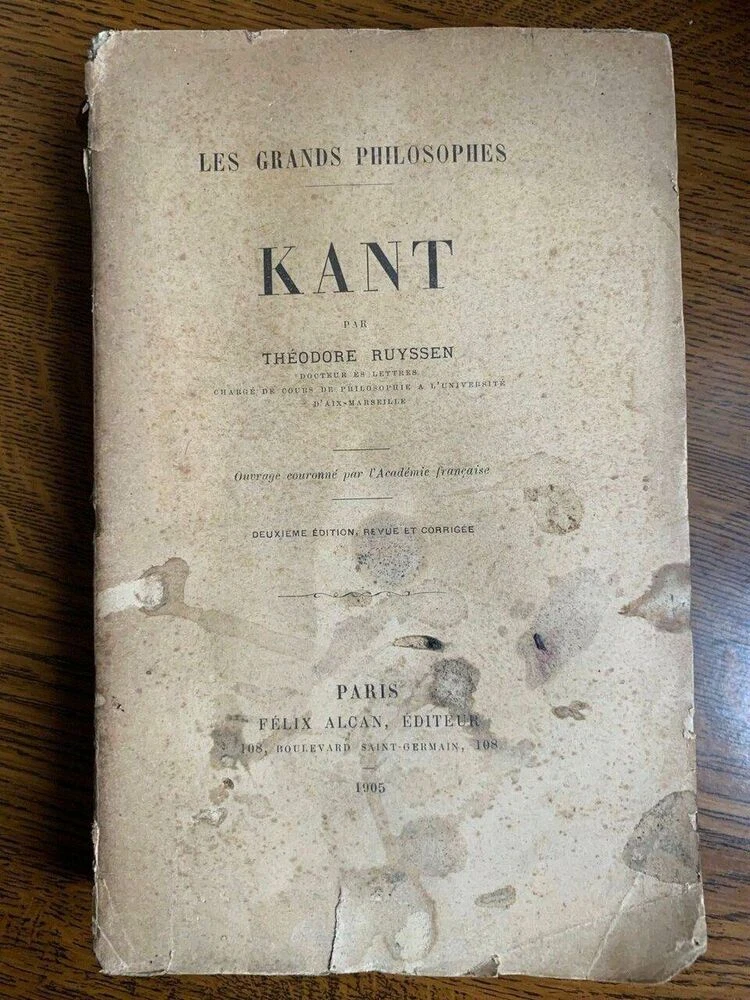 LES GRANDS PHILOSOPHES
KANT
PAR
THÉODORE RUYSSEN
DOCTEUR ES LETTRES
CHARGÉ DE COURS DE PHILOSOPHIE A L'UNIVERSITÉ
D'AIX-MARSEILLE
Ouvrage couronné par l'Académie française
DEUXIÈME ÉDITION, REVUE ET CORRIGÉE
PARIS
FÉLIX ALCAN, ÉDITEUR
108, BOULEVARD SAINT-GERMAIN, 108
1905